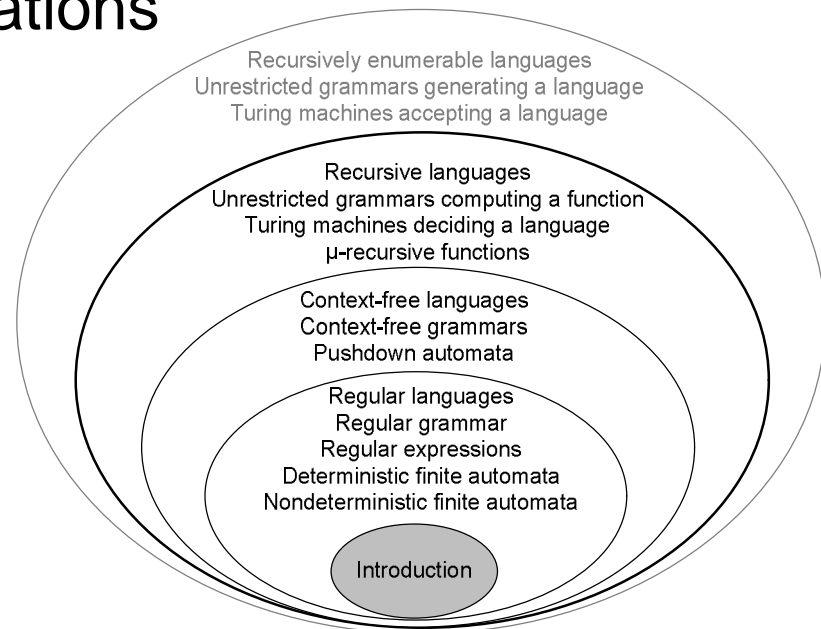 ations
Recursively enumerable languages
Unrestricted grammars generating a language
Turing machines accepting a language
Recursive languages
Unrestricted grammars computing a function
Turing machines deciding a language
μ-recursive functions
Context-free languages
Context-free grammars
Pushdown automata
Regular languages
Regular grammar
Regular expressions
Deterministic finite automata
Nondeterministic finite automata
Introduction